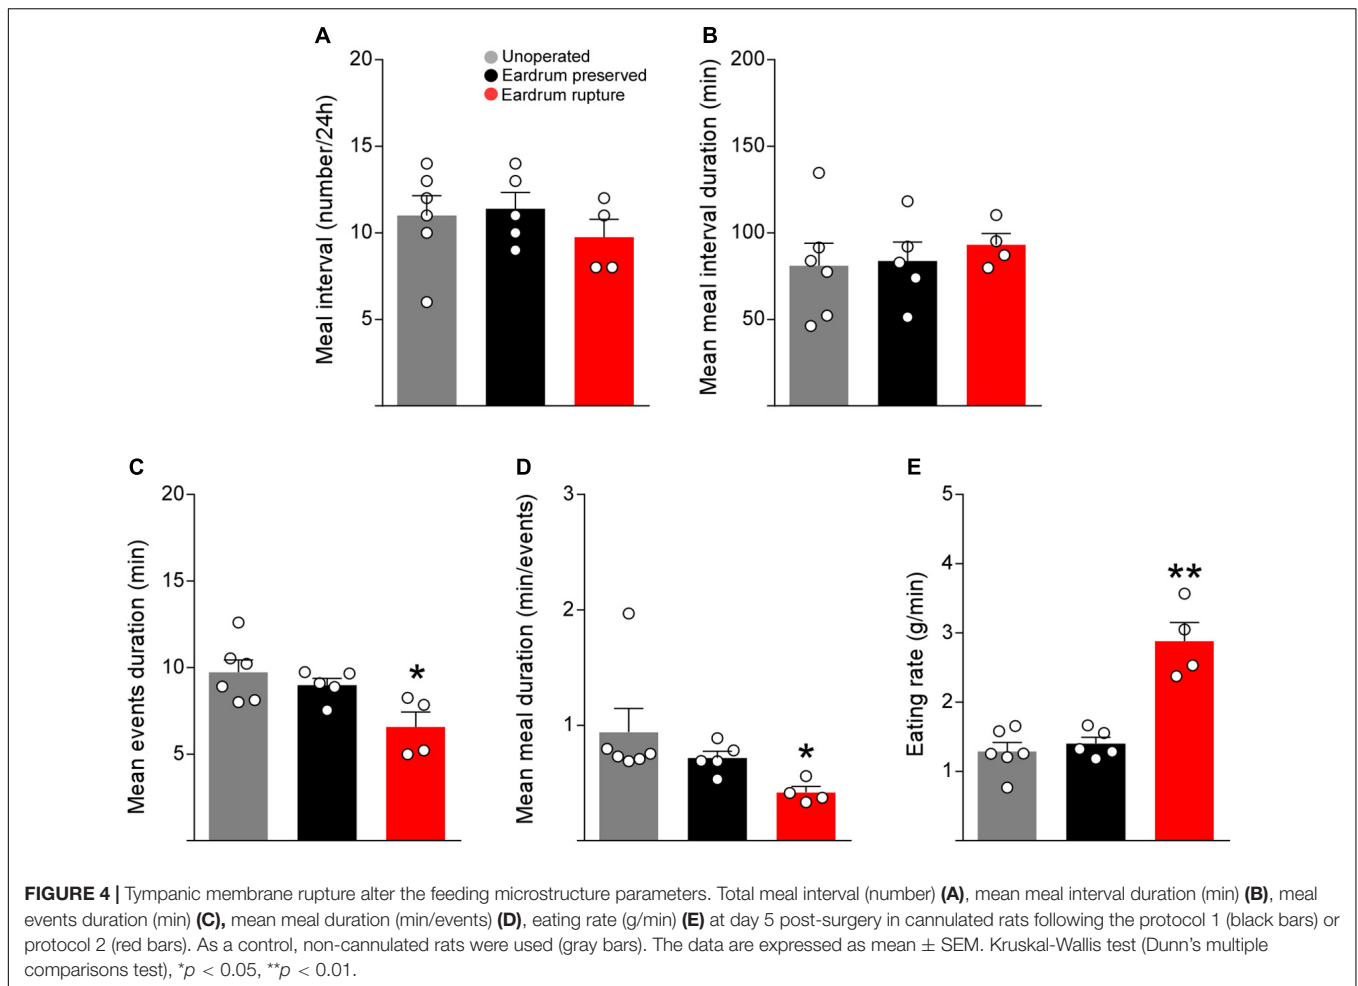 A
Meal interval (number/24h)
20
15
10
5
Unoperated
Eardrum preserved
Eardrum rupture
B
Mean meal interval duration (min)
200
150
100
50
C
Mean events duration (min)
20
15
10
5
*
D
Mean meal duration (min/events)
3
2
1
*
E
Eating rate (g/min)
5
4
3
2
1
**
FIGURE 4 | Tympanic membrane rupture alter the feeding microstructure parameters. Total meal interval (number) (A), mean meal interval duration (min) (B), meal
events duration (min) (C), mean meal duration (min/events) (D), eating rate (g/min) (E) at day 5 post-surgery in cannulated rats following the protocol 1 (black bars) or
protocol 2 (red bars). As a control, non-cannulated rats were used (gray bars). The data are expressed as mean ± SEM. Kruskal-Wallis test (Dunn's multiple
comparisons test), *p < 0.05, **p < 0.01.